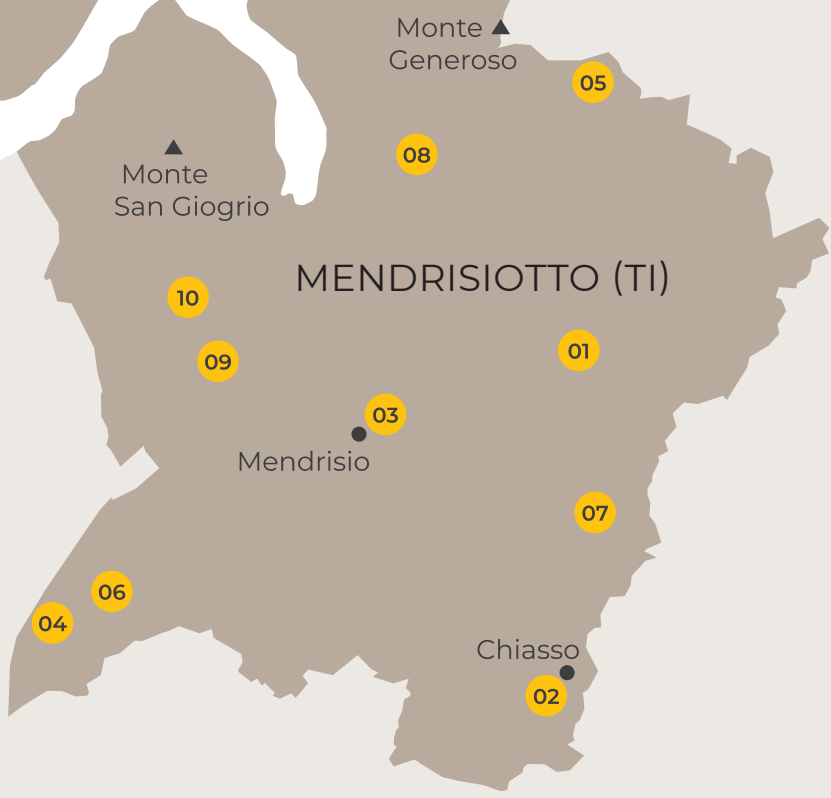 Monte
Generoso
05
08
Monte
San Giogrio
MENDRISIOTTO (TI)
10
01
09
03
Mendrisio
07
06
04
Chiasso
02